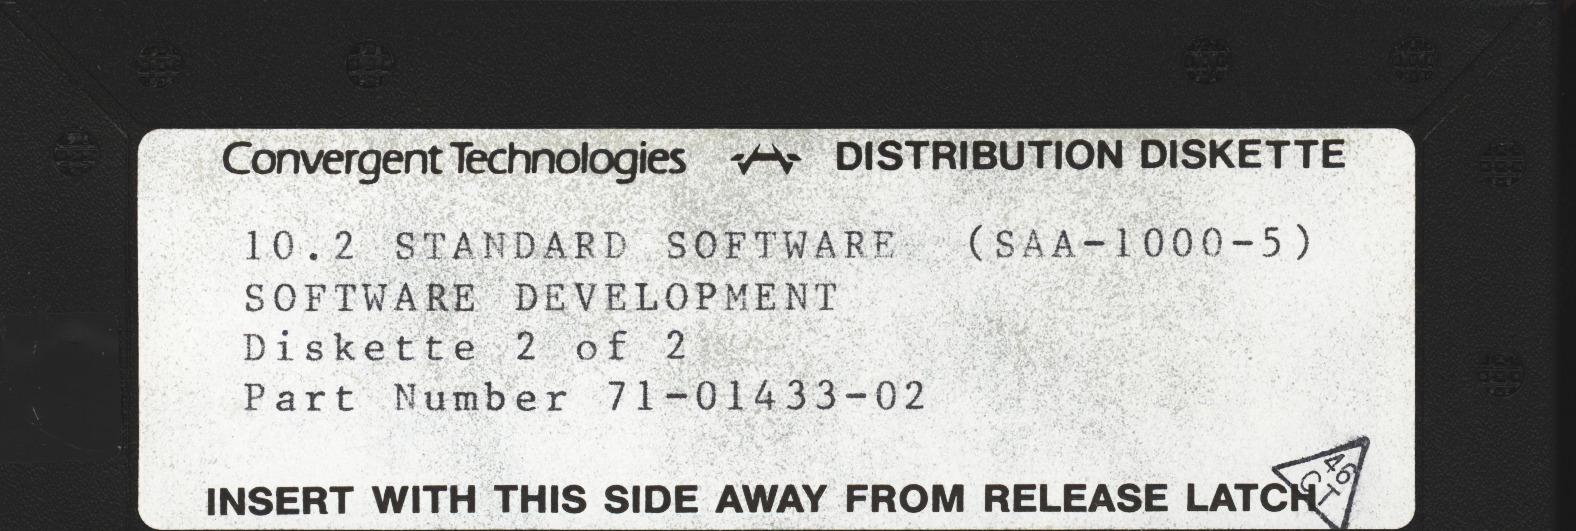 Convergent Technologies DISTRIBUTION DISKETTE
10.2 STANDARD SOFTWARE (SAA-1000-5)
SOFTWARE DEVELOPMENT
Diskette 2 of 2
Part Number 71-01433-02
INSERT WITH THIS SIDE AWAY FROM RELEASE LATCH
46
CT